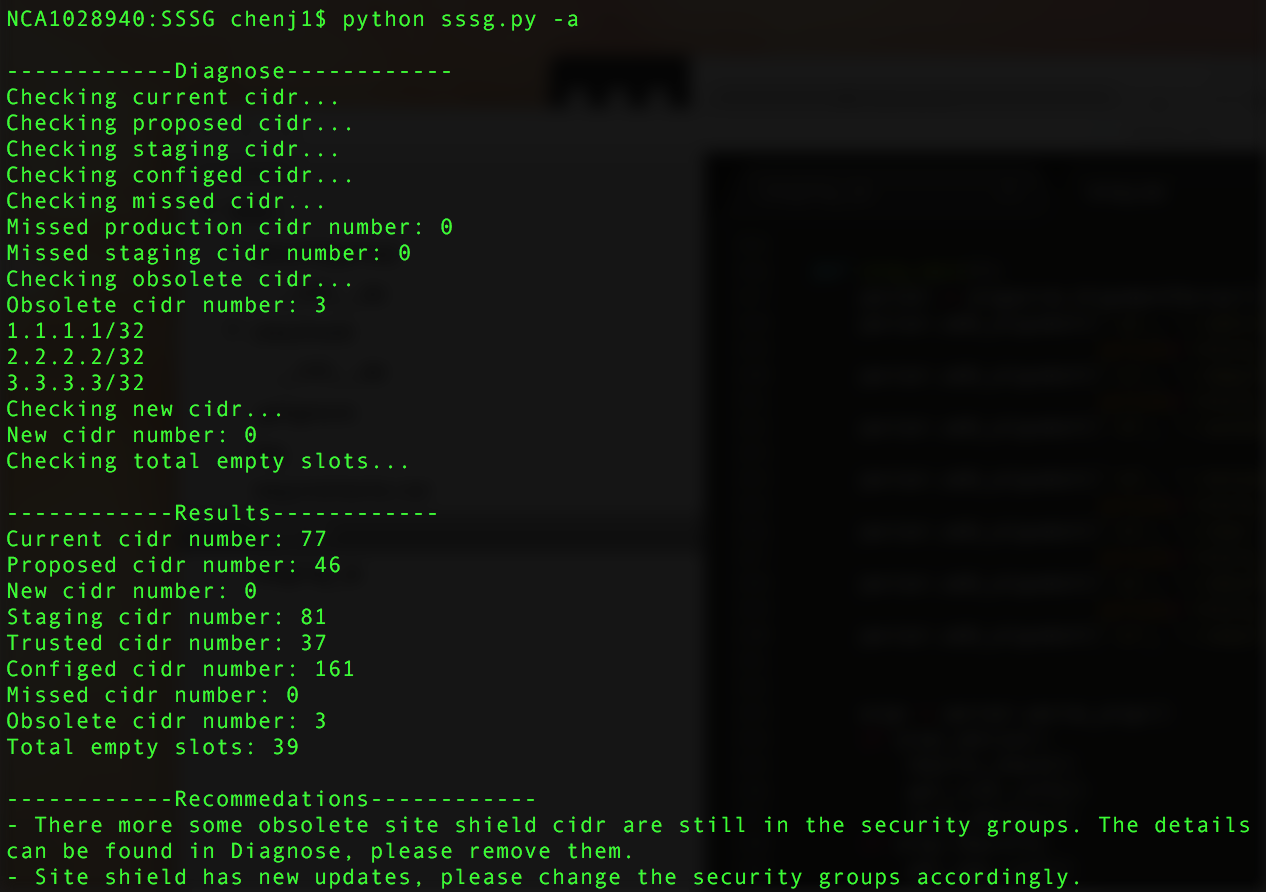 NCA1028940:SSSG chenj1$ python sssg.py -a
------------Diagnose------------
Checking current cidr...
Checking proposed cidr...
Checking staging cidr...
Checking configed cidr...
Checking missed cidr...
Missed production cidr number: 0
Missed staging cidr number: 0
Checking obsolete cidr...
Obsolete cidr number: 3
1.1.1.1/32
2.2.2.2/32
3.3.3.3/32
Checking new cidr...
New cidr number: 0
Checking total empty slots...
------------Results------------
Current cidr number: 77
Proposed cidr number: 46
New cidr number: 0
Staging cidr number: 81
Trusted cidr number: 37
Configed cidr number: 161
Missed cidr number: 0
Obsolete cidr number: 3
Total empty slots: 39
------------Recommedations------------
- There more some obsolete site shield cidr are still in the security groups. The details
can be found in Diagnose, please remove them.
- Site shield has new updates, please change the security groups accordingly.